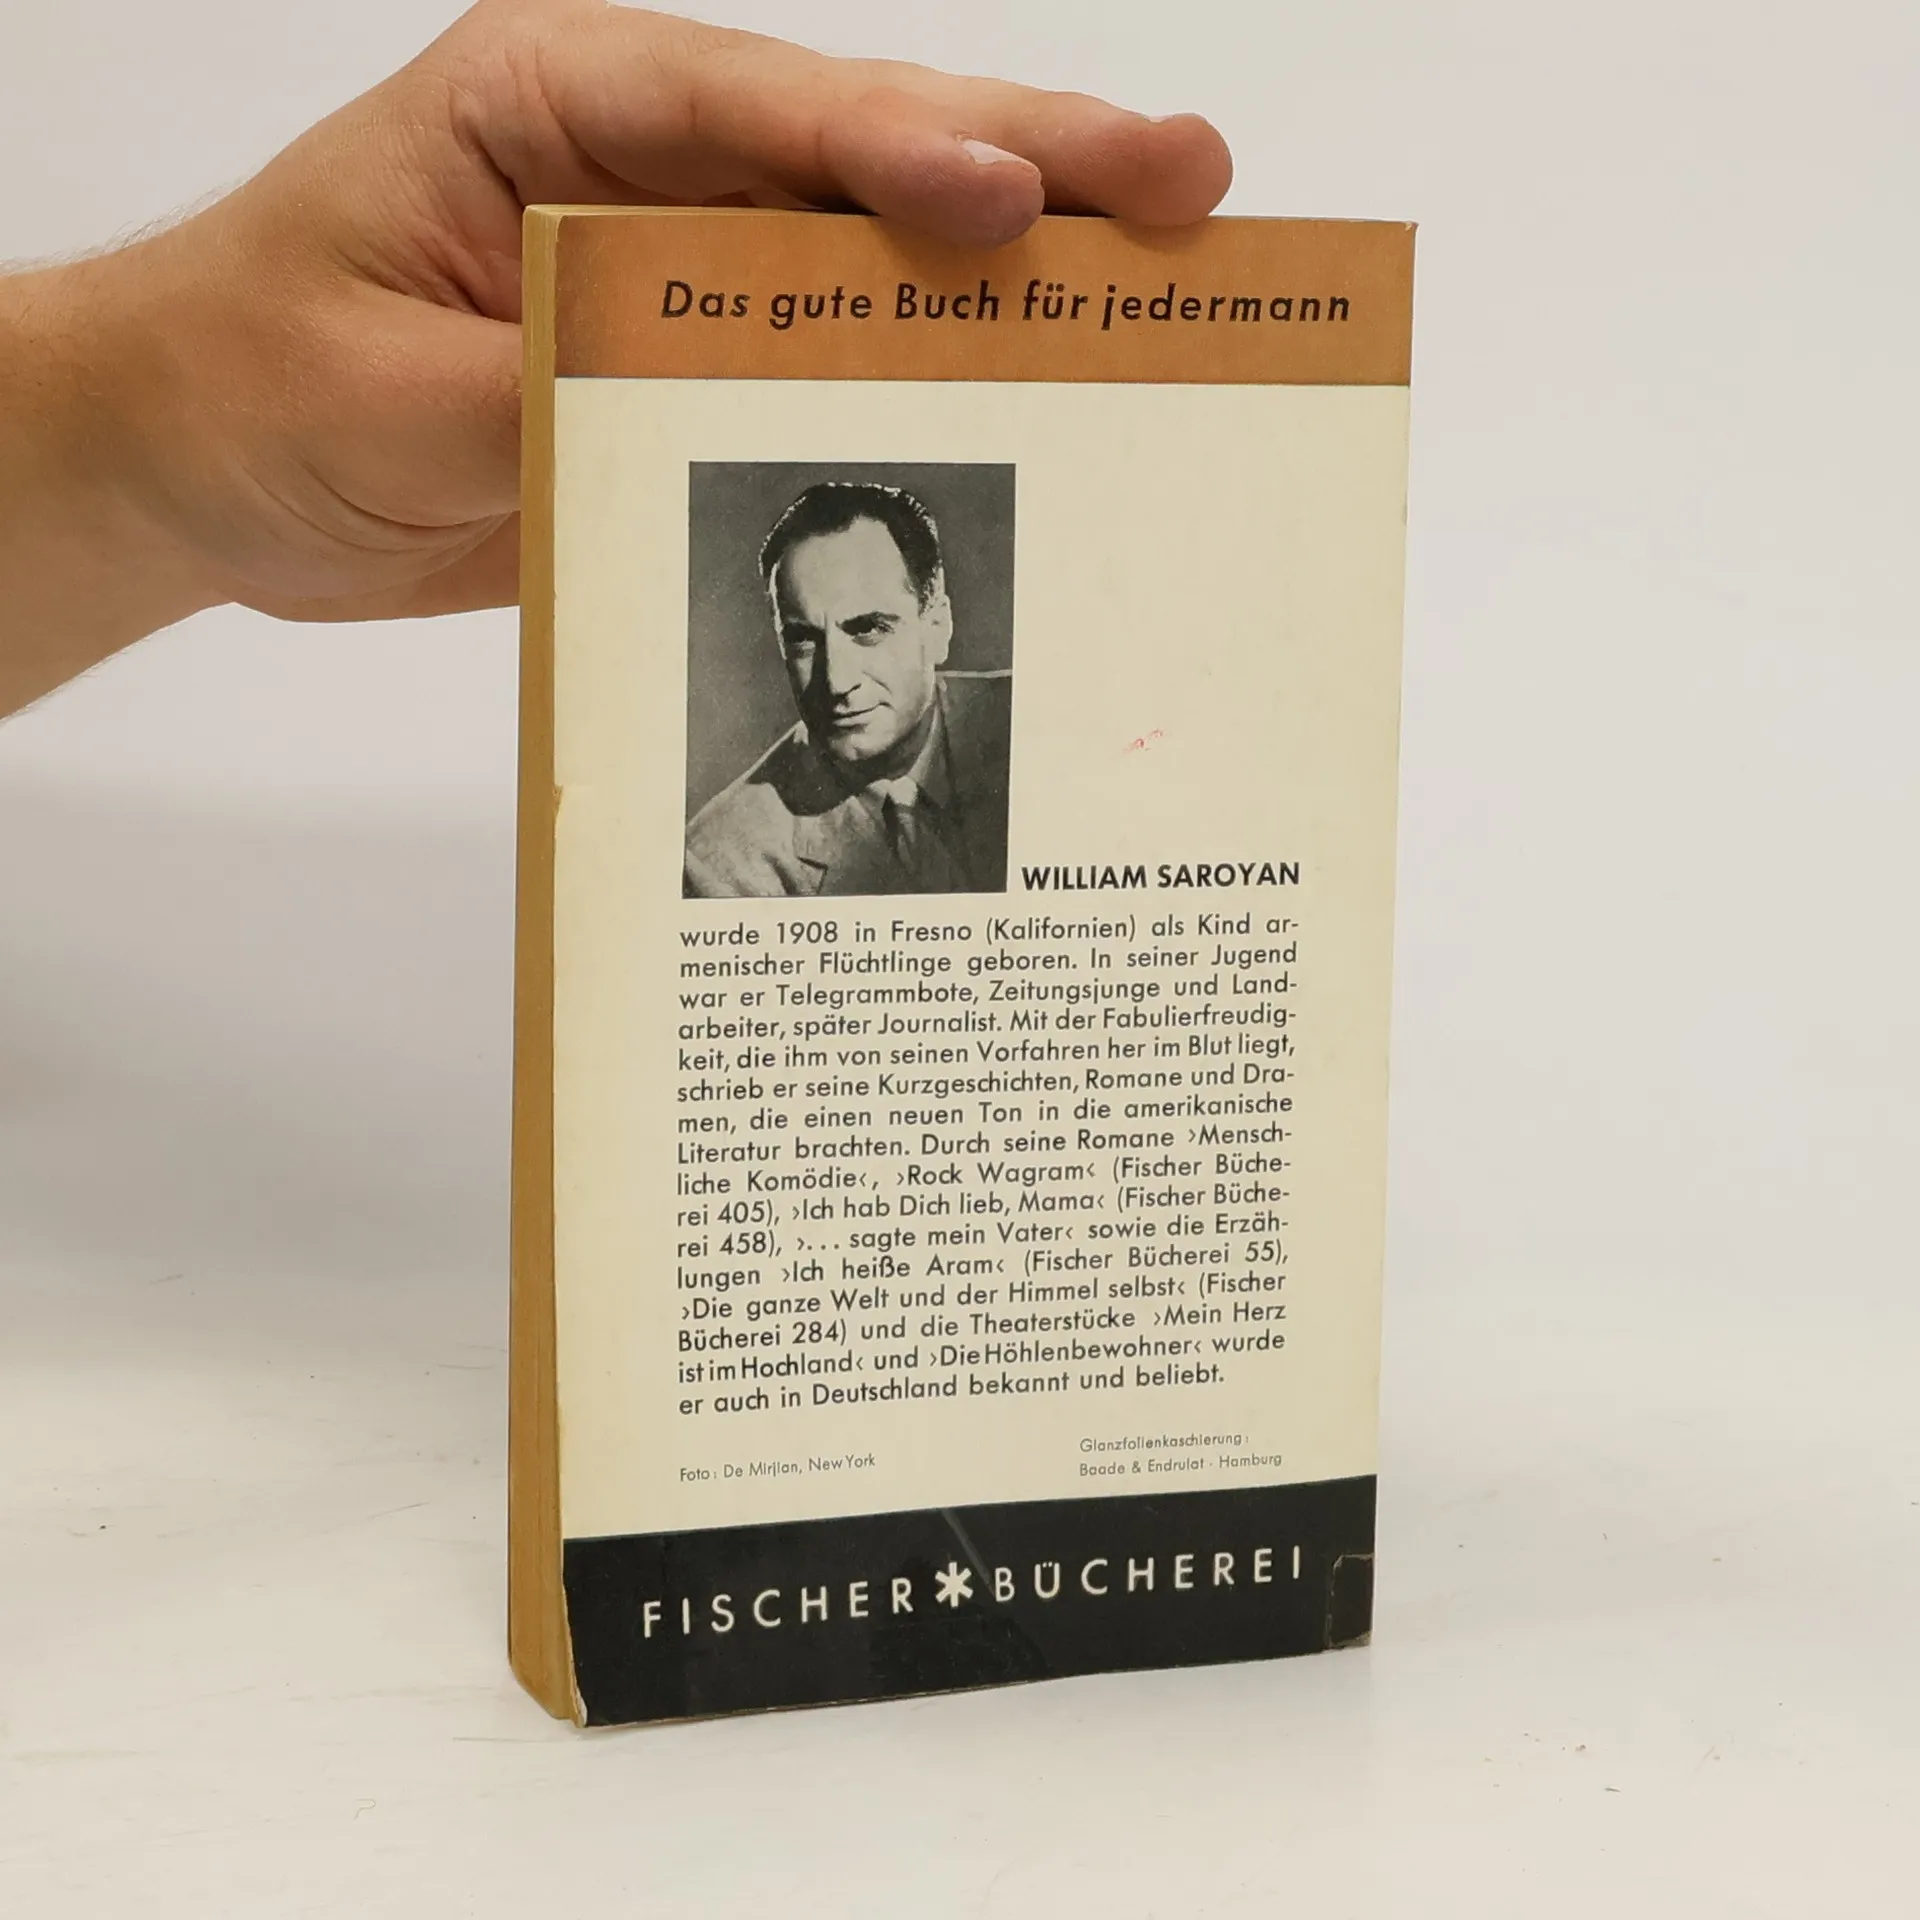 Das gute Buch für jedermann
WILLIAM SAROYAN
wurde 1908 in Fresno (Kalifornien) als Kind ar-
menischer Flüchtlinge geboren. In seiner Jugend
war er Telegrammbote, Zeitungsjunge und Land-
arbeiter, später Journalist. Mit der Fabulierfreudig-
keit, die ihm von seinen Vorfahren her im Blut liegt,
schrieb er seine Kurzgeschichten, Romane und Dra-
men, die einen neuen Ton in die amerikanische
Literatur brachten. Durch seine Romane ›Mensch-
liche Komödie‹, ›Rock Wagram‹ (Fischer Büche-
rei 405), ›Ich hab Dich lieb, Mama‹ (Fischer Büche-
rei 458), ›... sagte mein Vater‹ sowie die Erzäh-
lungen ›Ich heiße Aram‹ (Fischer Bücherei 55),
›Die ganze Welt und der Himmel selbst‹ (Fischer
Bücherei 284) und die Theaterstücke ›Mein Herz
ist im Hochland‹ und ›Die Höhlenbewohner‹ wurde
er auch in Deutschland bekannt und beliebt.
Foto: De Mirjian, New York
Glanzfolienkaschierung:
Baade & Endrulat · Hamburg
FISCHER * BÜCHEREI